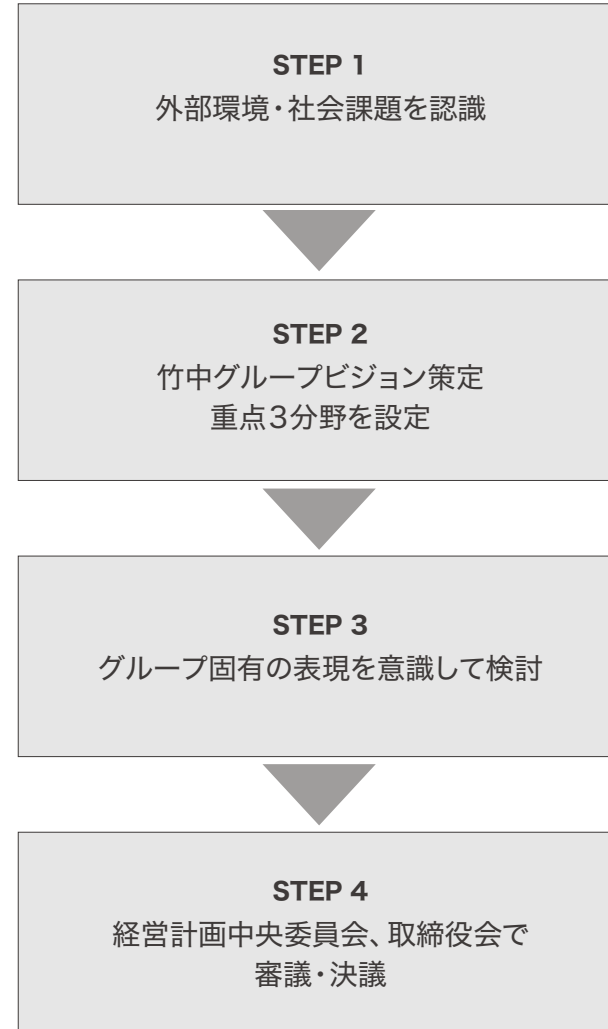 STEP 1
外部環境・社会課題を認識
STEP 2
竹中グループビジョン策定
重点3分野を設定
STEP 3
グループ固有の表現を意識して検討
STEP 4
経営計画中央委員会、取締役会で
審議・決議